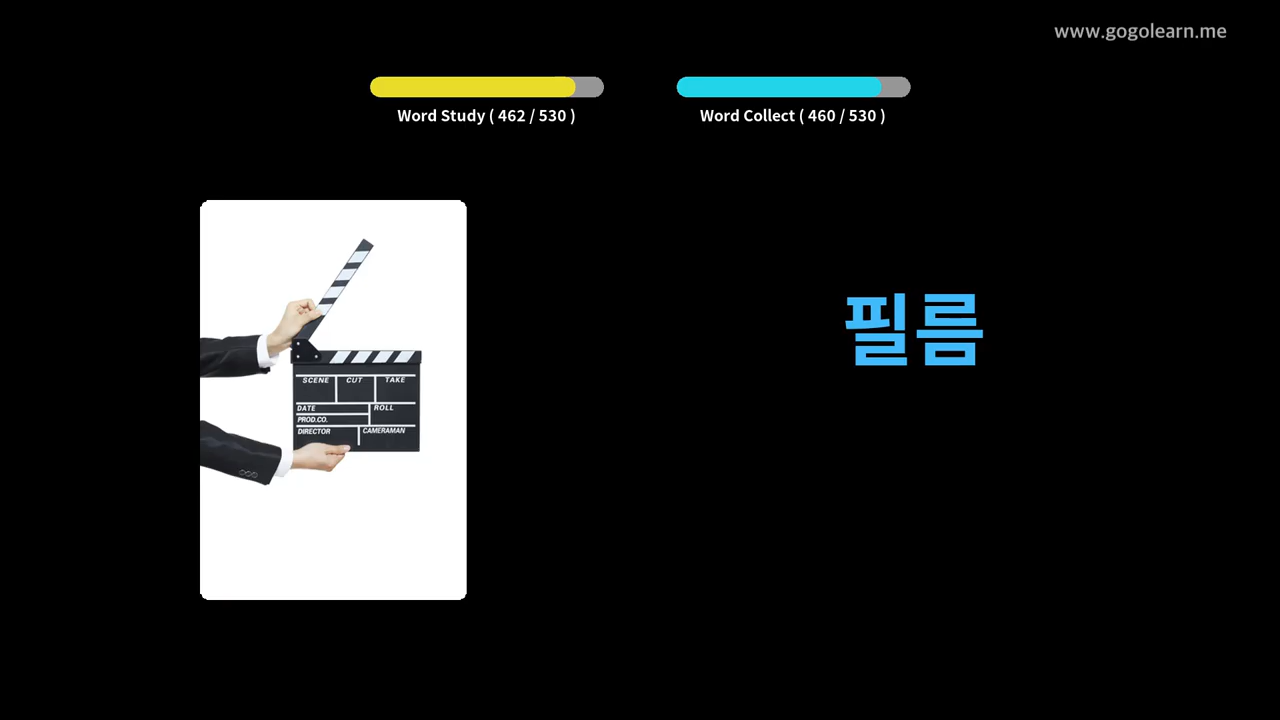 www.gogolearn.me
Word Study ( 462 / 530 )
Word Collect ( 460 / 530 )
필름
SCENE CUT TAKE
DATE ROLL
PROD.CO.
DIRECTOR CAMERAMAN